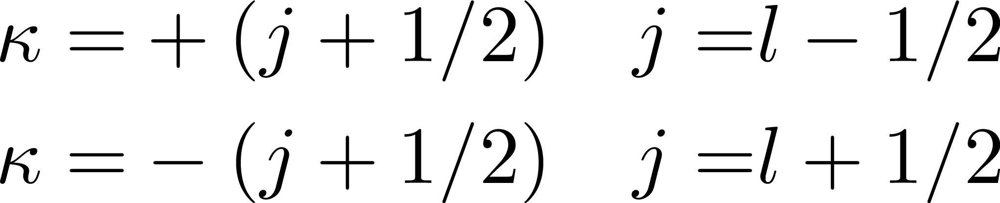 κ = + (j + 1/2) j = l − 1/2
κ = − (j + 1/2) j = l + 1/2